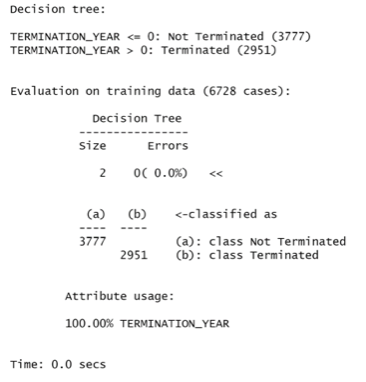 Decision tree:
TERMINATION_YEAR <= 0: Not Terminated (3777)
TERMINATION_YEAR > 0: Terminated (2951)
Evaluation on training data (6728 cases):
Decision Tree
----------------
Size Errors
2 0( 0.0%) <<
(a) (b) <-classified as
---- ----
3777 (a): class Not Terminated
2951 (b): class Terminated
Attribute usage:
100.00% TERMINATION_YEAR
Time: 0.0 secs